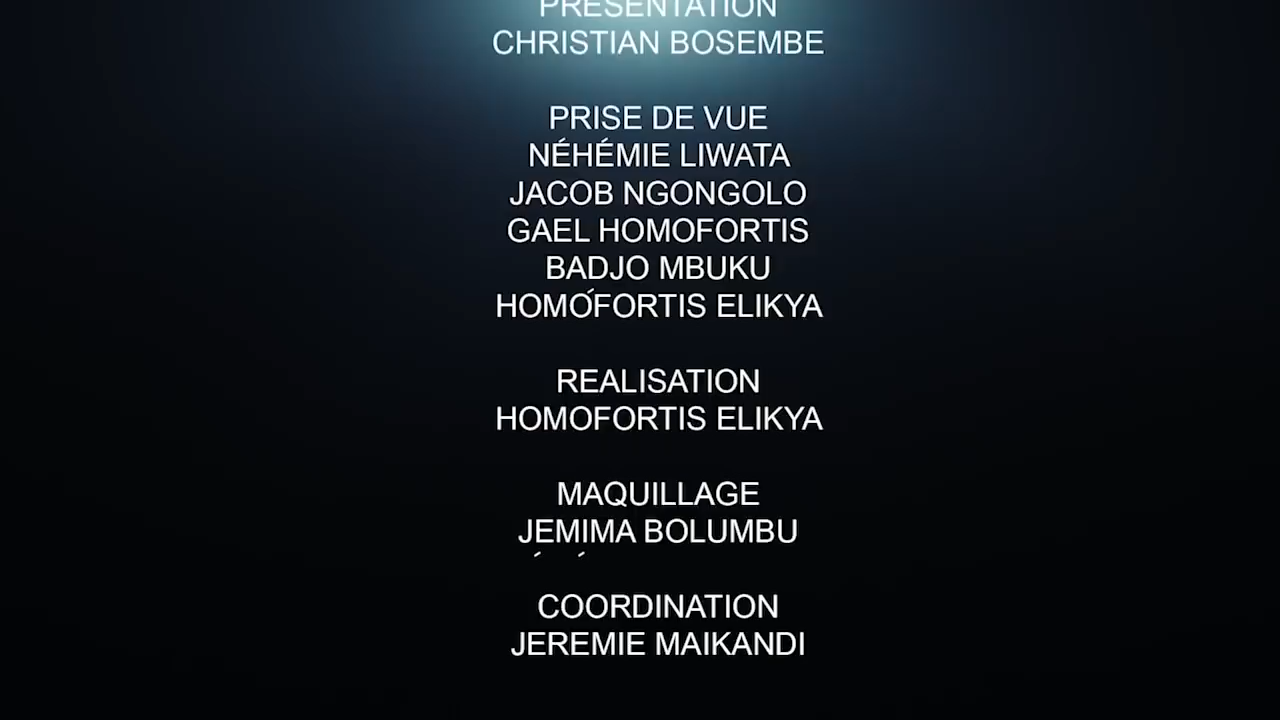 PRESENTATION
CHRISTIAN BOSEMBE
PRISE DE VUE
NÉHÉMIE LIWATA
JACOB NGONGOLO
GAEL HOMOFORTIS
BADJO MBUKU
HOMOFORTIS ELIKYA
REALISATION
HOMOFORTIS ELIKYA
MAQUILLAGE
JEMIMA BOLUMBU
COORDINATION
JEREMIE MAIKANDI